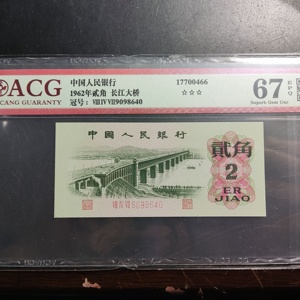 ACG
CANG GUARANTY
中国人民银行
1962年贰角 长江大桥
冠号：ⅧⅣⅦ9098640
17700466
☆☆☆
67 EPQ
Superb Gem Unc
中国人民银行
贰角
2
ER
JIAO
ⅧⅣⅦ9098640